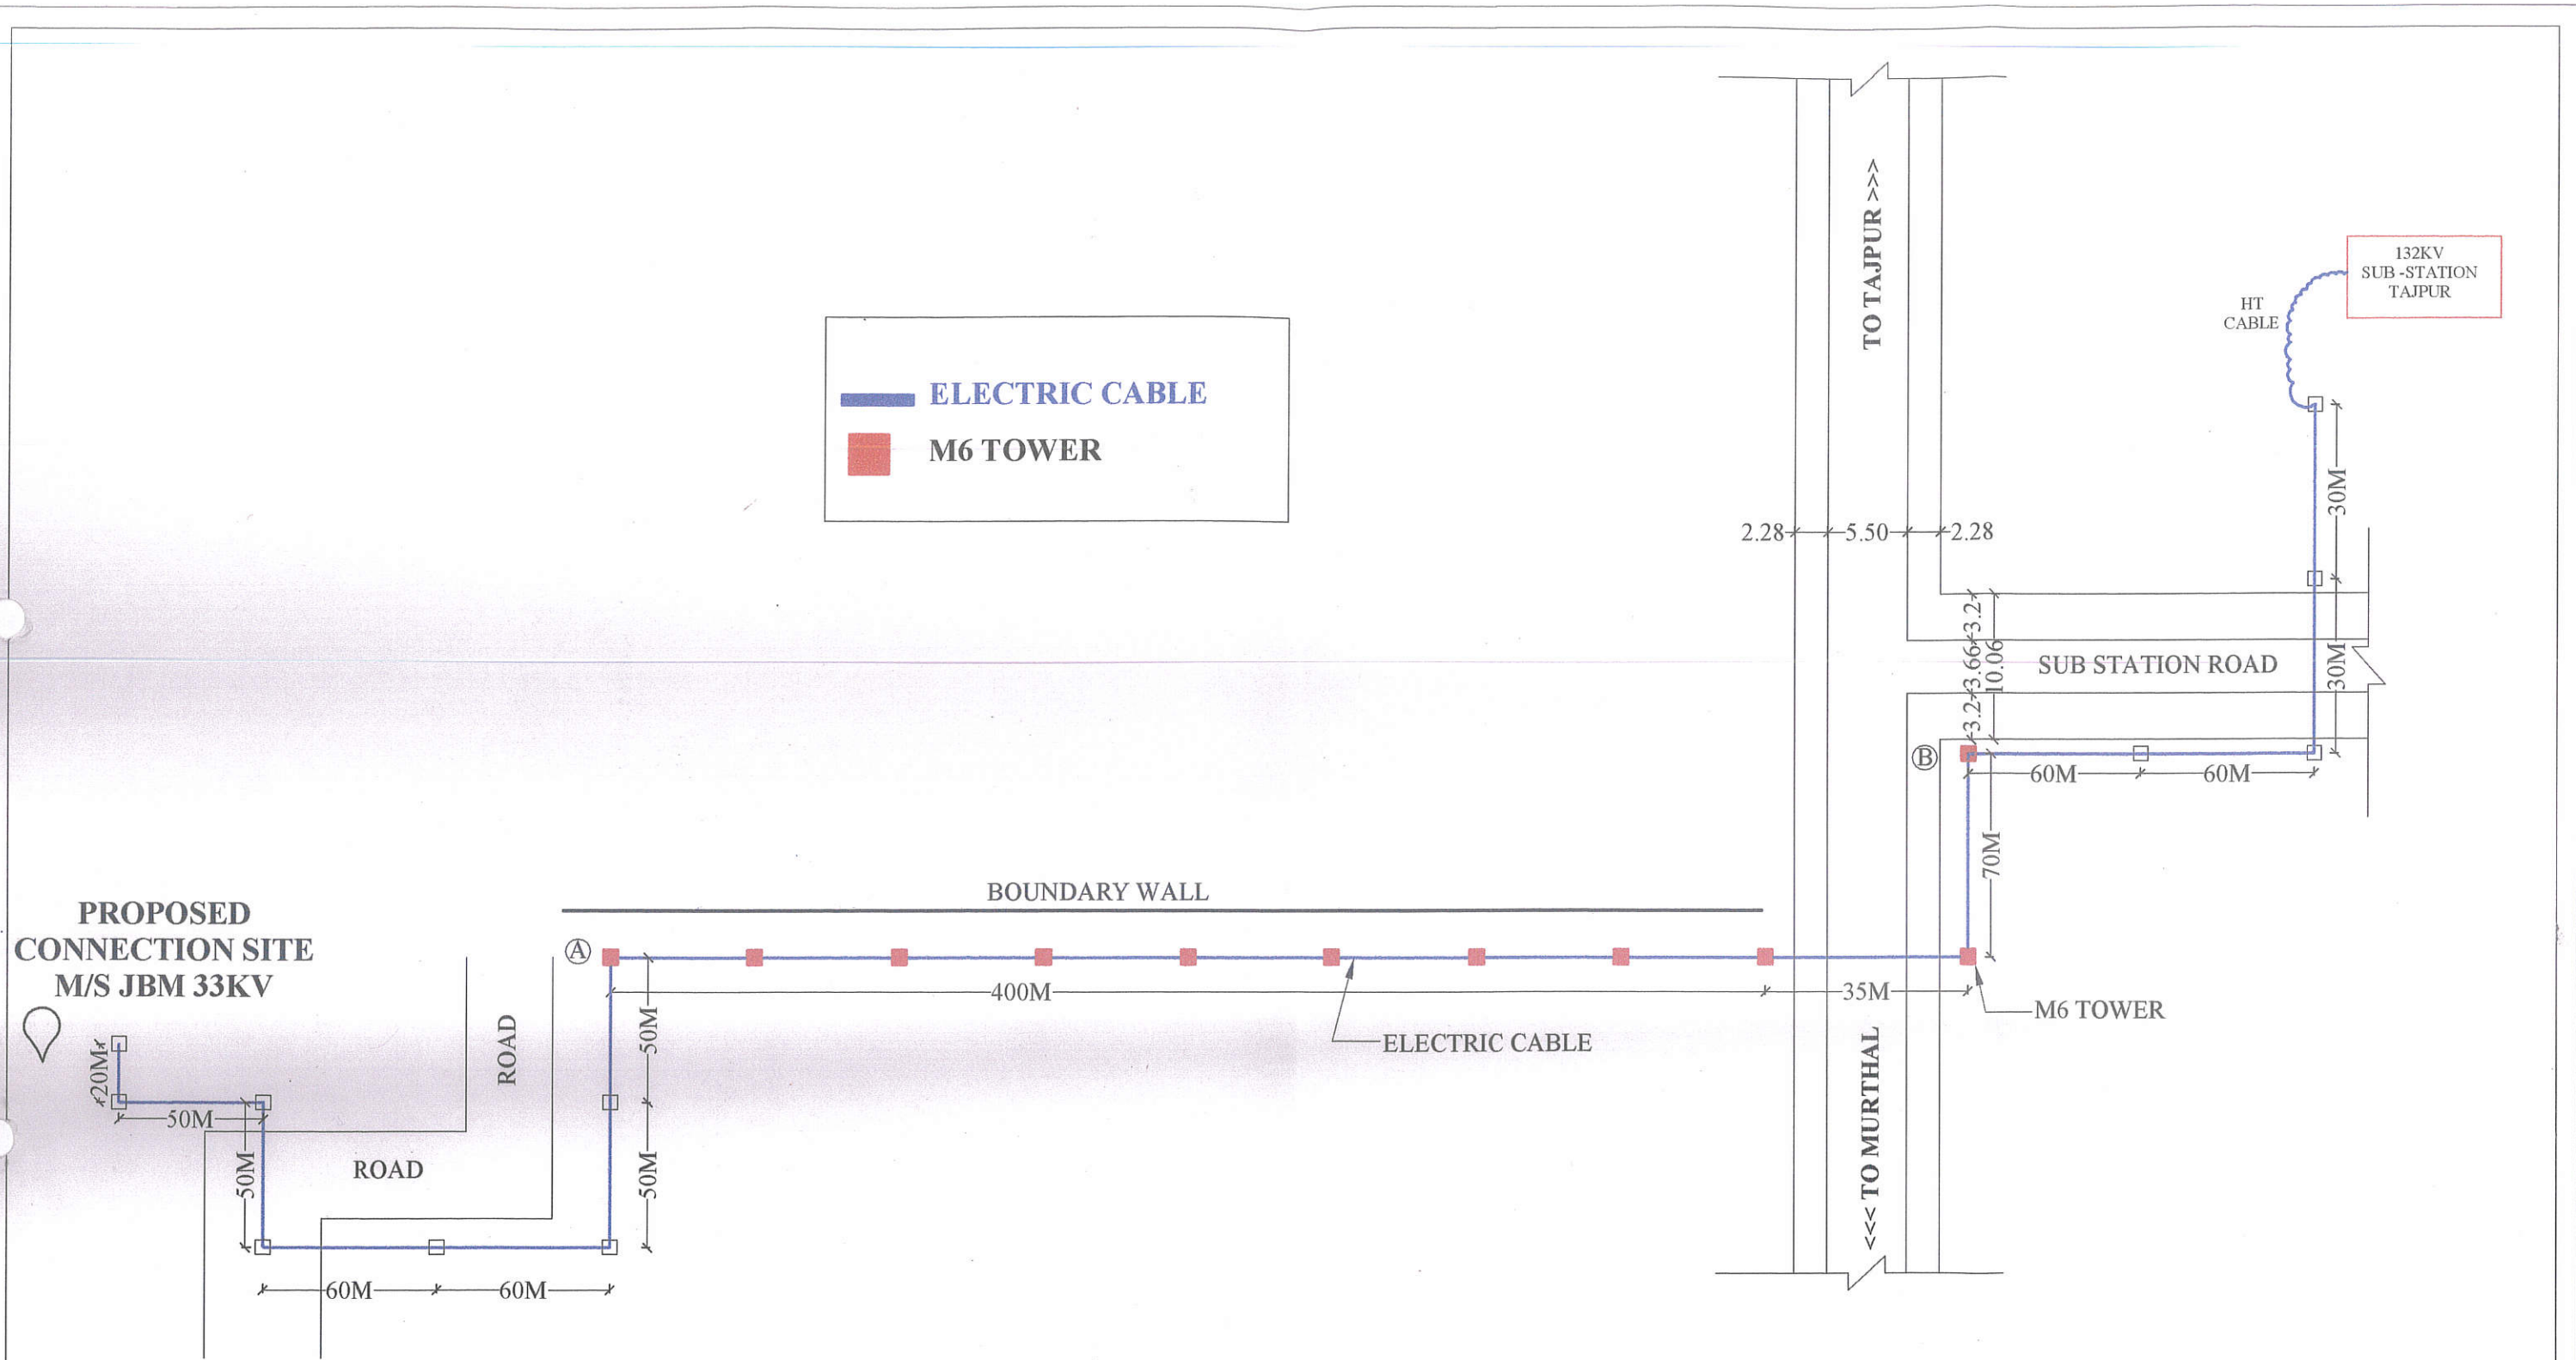 TO TAJPUR >>>
132KV
SUB -STATION
TAJPUR
HT
CABLE
ELECTRIC CABLE
M6 TOWER
30M
2.28
5.50
2.28
3.2
3.66
10.06
3.2
SUB STATION ROAD
30M
B
60M
60M
70M
BOUNDARY WALL
PROPOSED
CONNECTION SITE
M/S JBM 33KV
A
400M
35M
M6 TOWER
ELECTRIC CABLE
50M
ROAD
20M
50M
50M
ROAD
50M
<<< TO MURTHAL
60M
60M